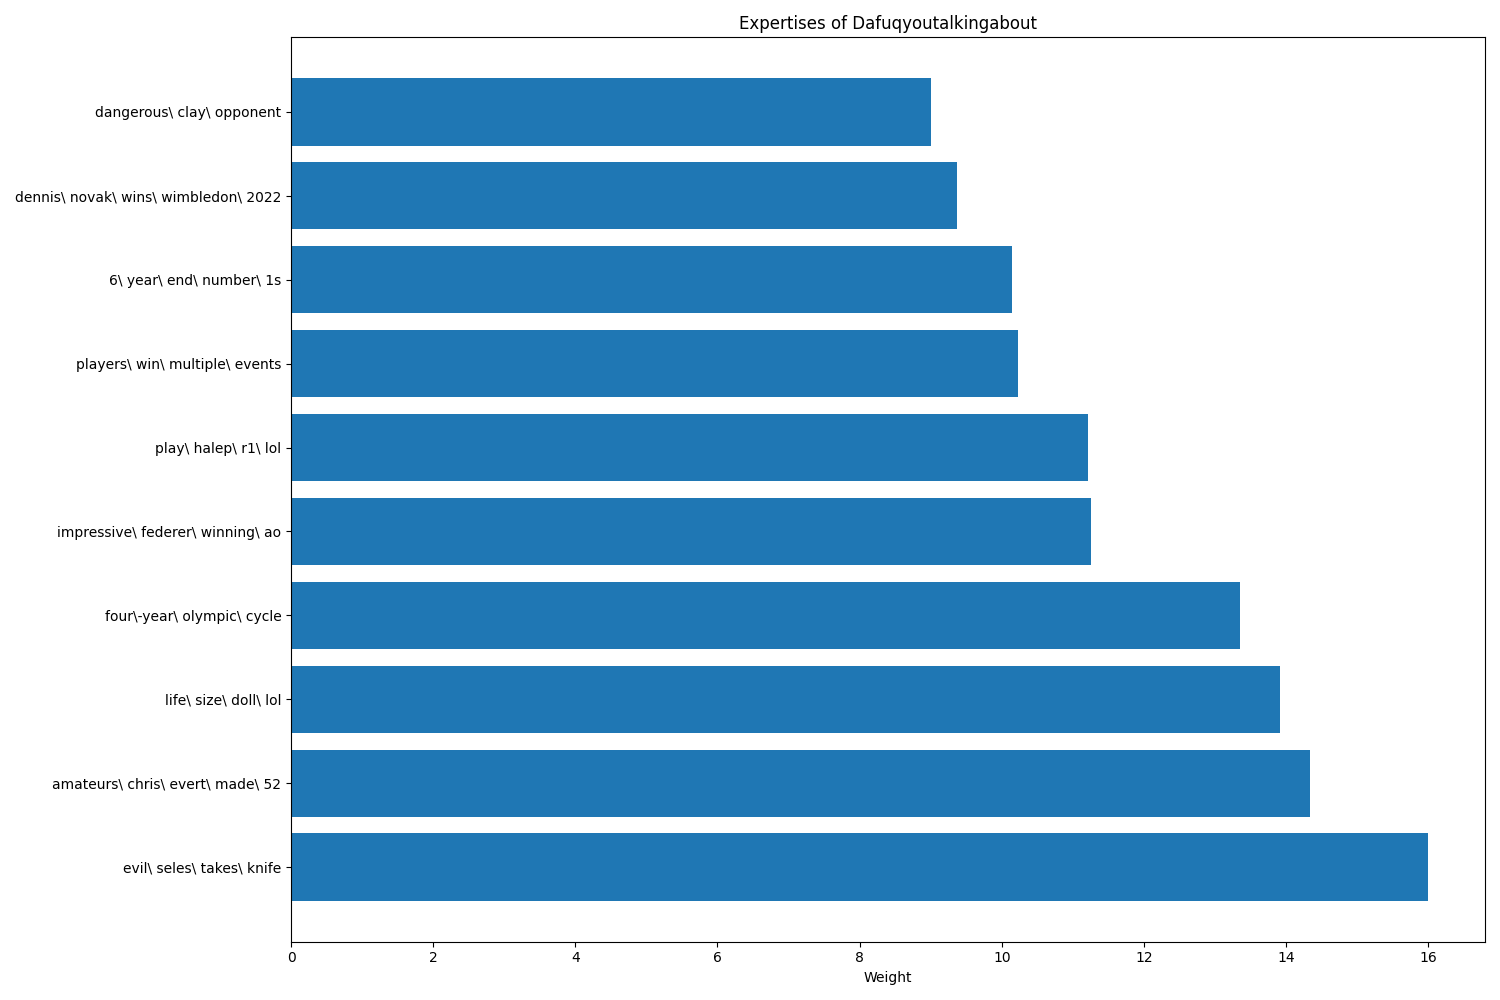 Expertises of Dafuqyoutalkingabout
dangerous\ clay\ opponent
dennis\ novak\ wins\ wimbledon\ 2022
6\ year\ end\ number\ 1s
players\ win\ multiple\ events
play\ halep\ r1\ lol
impressive\ federer\ winning\ ao
four\-year\ olympic\ cycle
life\ size\ doll\ lol
amateurs\ chris\ evert\ made\ 52
evil\ seles\ takes\ knife
0 2 4 6 8 10 12 14 16
Weight